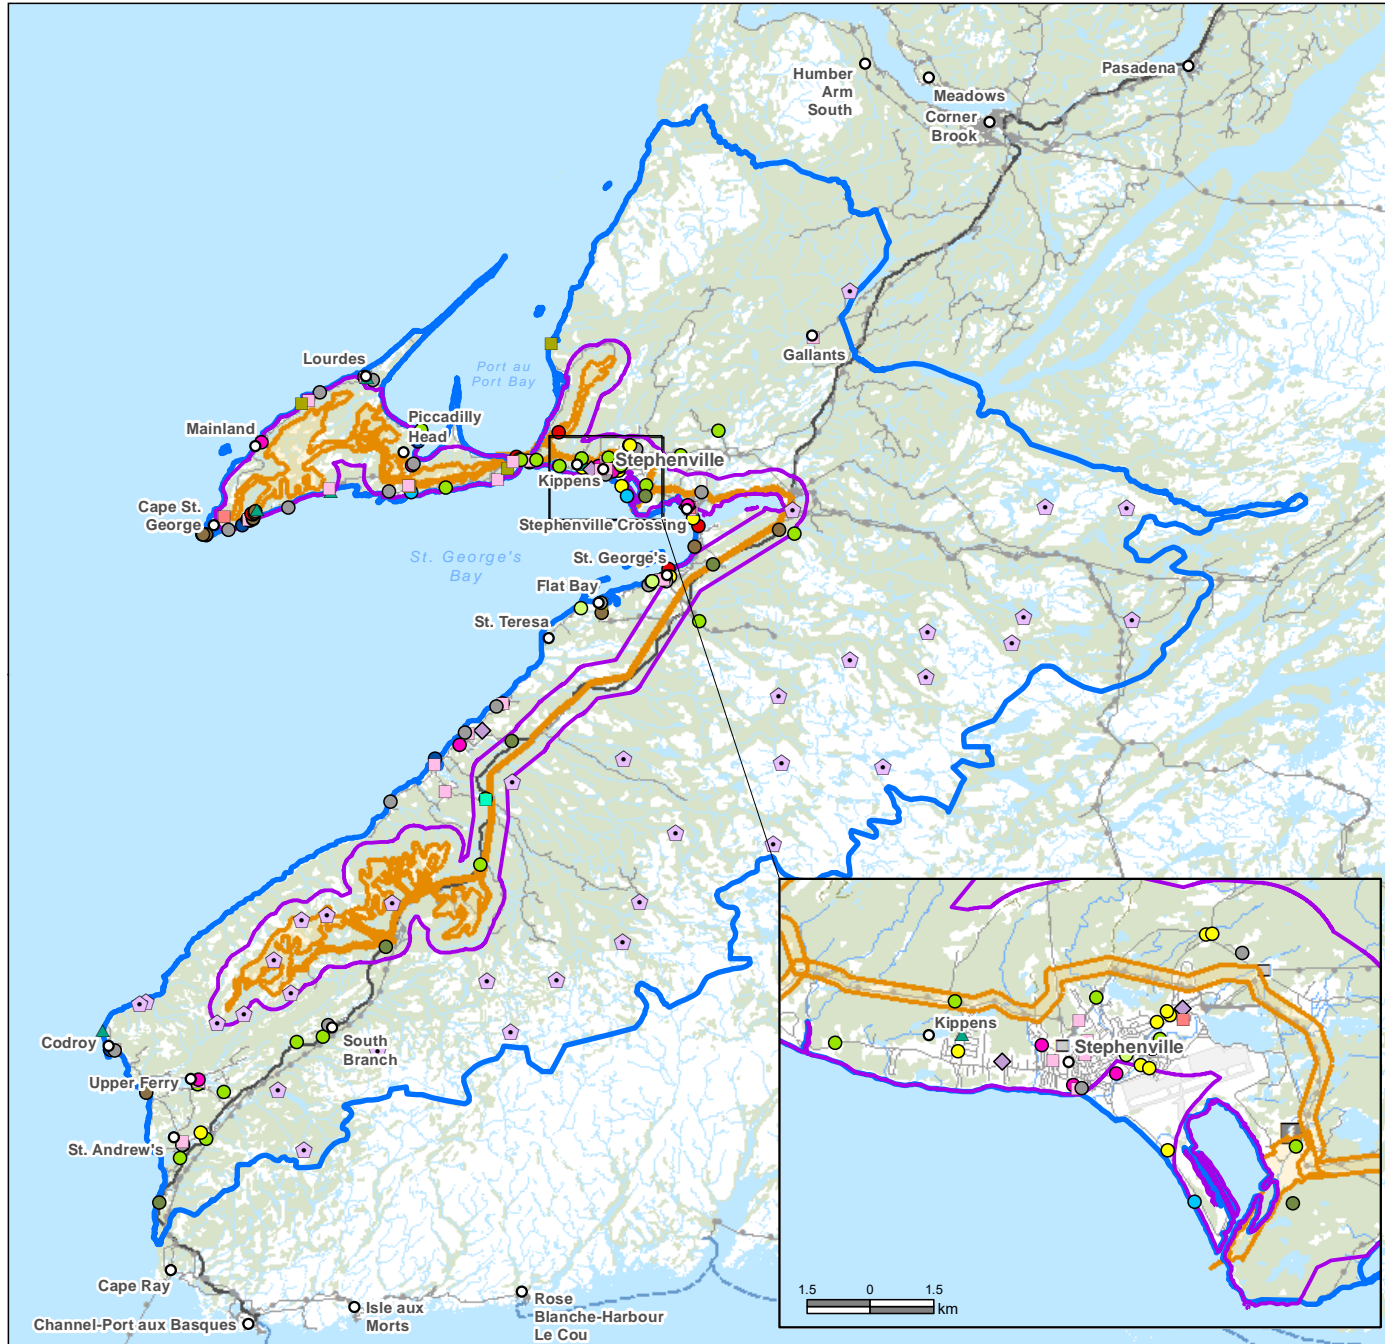 Humber
Arm
South
Meadows
Pasadena
Corner
Brook
Gallants
Lourdes
Port au
Port Bay
Mainland
Piccadilly
Head
Stephenville
Kippens
Cape St.
George
Stephenville Crossing
St. George's
Bay
St. George's
Flat Bay
St. Teresa
Codroy
South
Branch
Upper Ferry
St. Andrew's
Cape Ray
Channel-Port aux Basques
Isle aux
Morts
Rose
Blanche-Harbour
Le Cou
Kippens
Stephenville
1.5 0 1.5
km